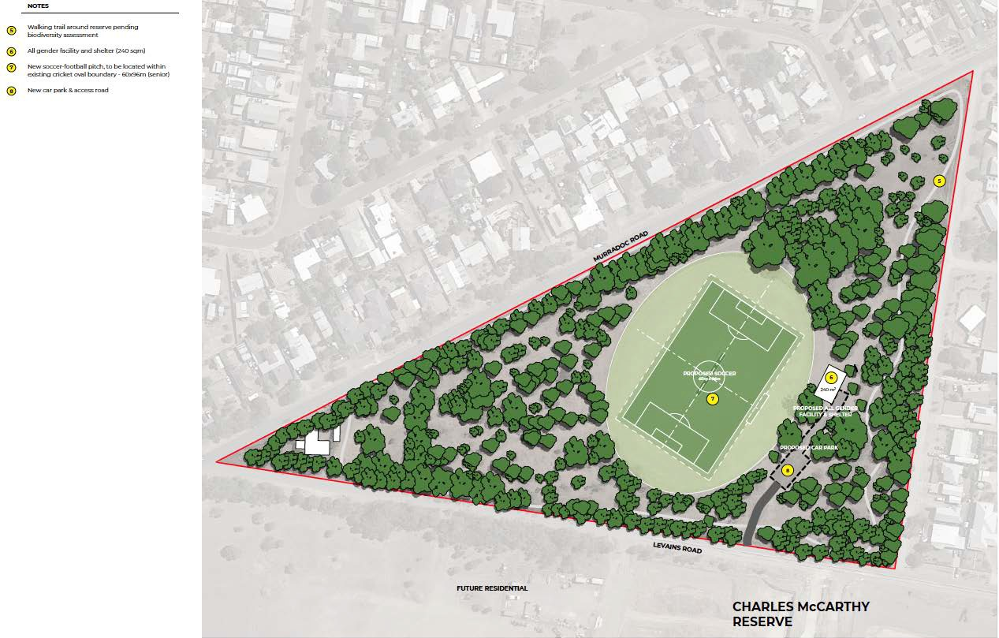 NOTES
5 Walking trail around reserve pending
biodiversity assessment
6 All gender facility and shelter (240 sqm)
7 New soccer-football pitch, to be located within
existing cricket oval boundary - 60x96m (senior)
8 New car park & access road
5
MURRADOC ROAD
PROPOSED SOCCER
60m x 96m
7
6
240 m²
PROPOSED ALL GENDER
FACILITY & SHELTER
PROPOSED CAR PARK
8
LEVAINS ROAD
FUTURE RESIDENTIAL
CHARLES McCARTHY
RESERVE